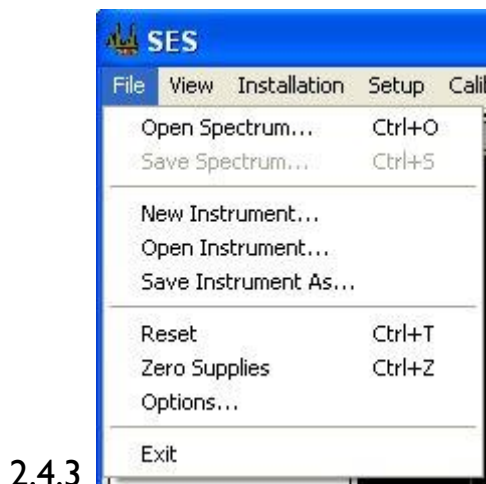 SES
File View Installation Setup Cali
Open Spectrum... Ctrl+O
Save Spectrum... Ctrl+S
New Instrument...
Open Instrument...
Save Instrument As...
Reset Ctrl+T
Zero Supplies Ctrl+Z
Options...
Exit
2.4.3